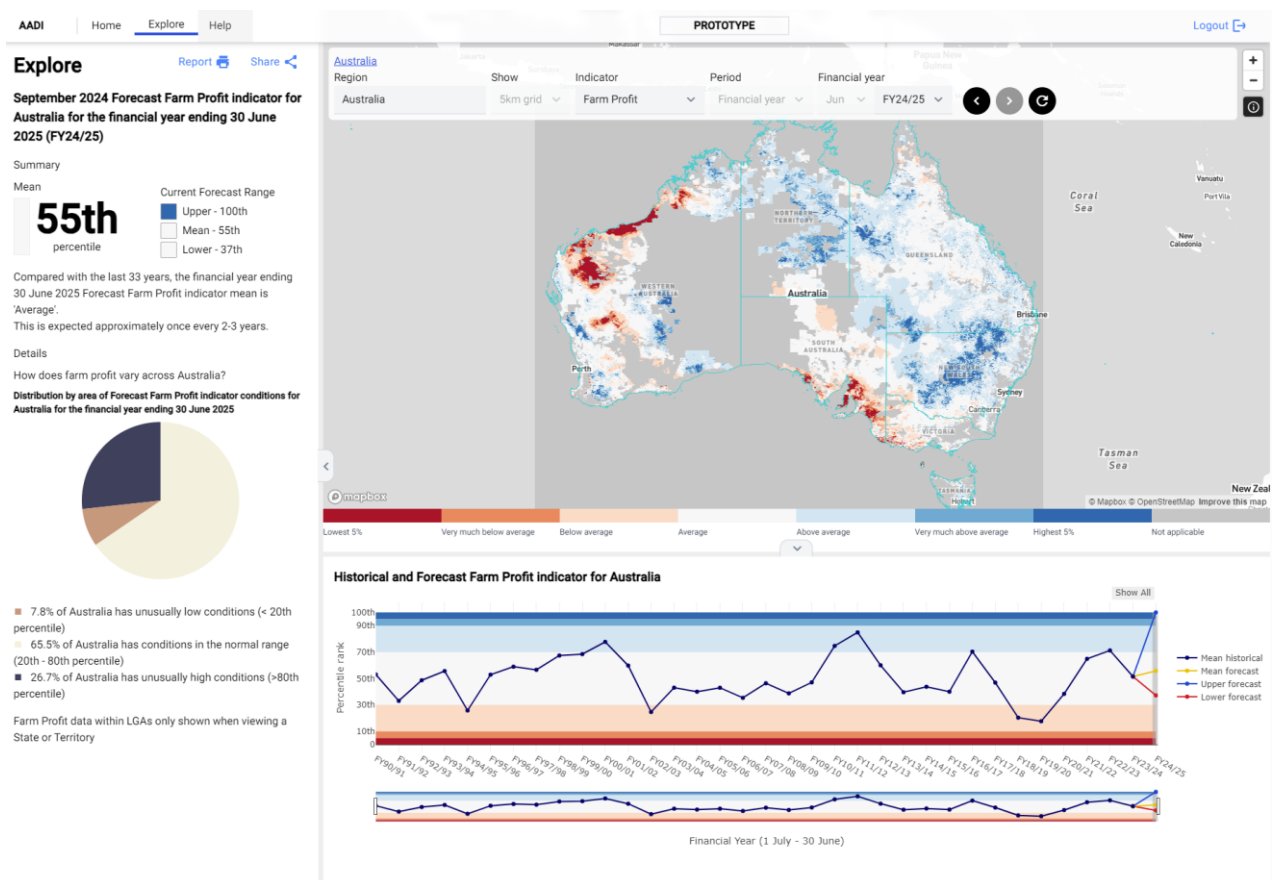 AADI
Home
Explore
Help
PROTOTYPE
Logout
Explore
Report
Share
September 2024 Forecast Farm Profit indicator for
Australia for the financial year ending 30 June
2025 (FY24/25)
Summary
Mean
55th
percentile
Current Forecast Range
Upper - 100th
Mean - 55th
Lower - 37th
Compared with the last 33 years, the financial year ending
30 June 2025 Forecast Farm Profit indicator mean is
'Average'.
This is expected approximately once every 2-3 years.
Details
How does farm profit vary across Australia?
Distribution by area of Forecast Farm Profit indicator conditions for
Australia for the financial year ending 30 June 2025
7.8% of Australia has unusually low conditions (< 20th
percentile)
65.5% of Australia has conditions in the normal range
(20th - 80th percentile)
26.7% of Australia has unusually high conditions (>80th
percentile)
Farm Profit data within LGAs only shown when viewing a
State or Territory
Australia
Region
Show
Indicator
Period
Financial year
Australia
5km grid
Farm Profit
Financial year
Jun
FY24/25
Makassar
Papua New
Guinea
Coral
Sea
Vanuatu
Port Vila
New
Caledonia
NORTHERN
TERRITORY
QUEENSLAND
WESTERN
AUSTRALIA
Australia
SOUTH
AUSTRALIA
Brisbane
Perth
NEW SOUTH
WALES
Sydney
Canberra
VICTORIA
Tasman
Sea
TASMANIA
Hobart
New Zeal
mapbox
© Mapbox © OpenStreetMap Improve this map
Lowest 5%
Very much below average
Below average
Average
Above average
Very much above average
Highest 5%
Not applicable
Historical and Forecast Farm Profit indicator for Australia
Show All
Percentile rank
100th
90th
70th
50th
30th
10th
0
Mean historical
Mean forecast
Upper forecast
Lower forecast
FY90/91
FY91/92
FY92/93
FY93/94
FY94/95
FY95/96
FY96/97
FY97/98
FY98/99
FY99/00
FY00/01
FY01/02
FY02/03
FY03/04
FY04/05
FY05/06
FY06/07
FY07/08
FY08/09
FY09/10
FY10/11
FY11/12
FY12/13
FY13/14
FY14/15
FY15/16
FY16/17
FY17/18
FY18/19
FY19/20
FY20/21
FY21/22
FY22/23
FY23/24
FY24/25
Financial Year (1 July - 30 June)